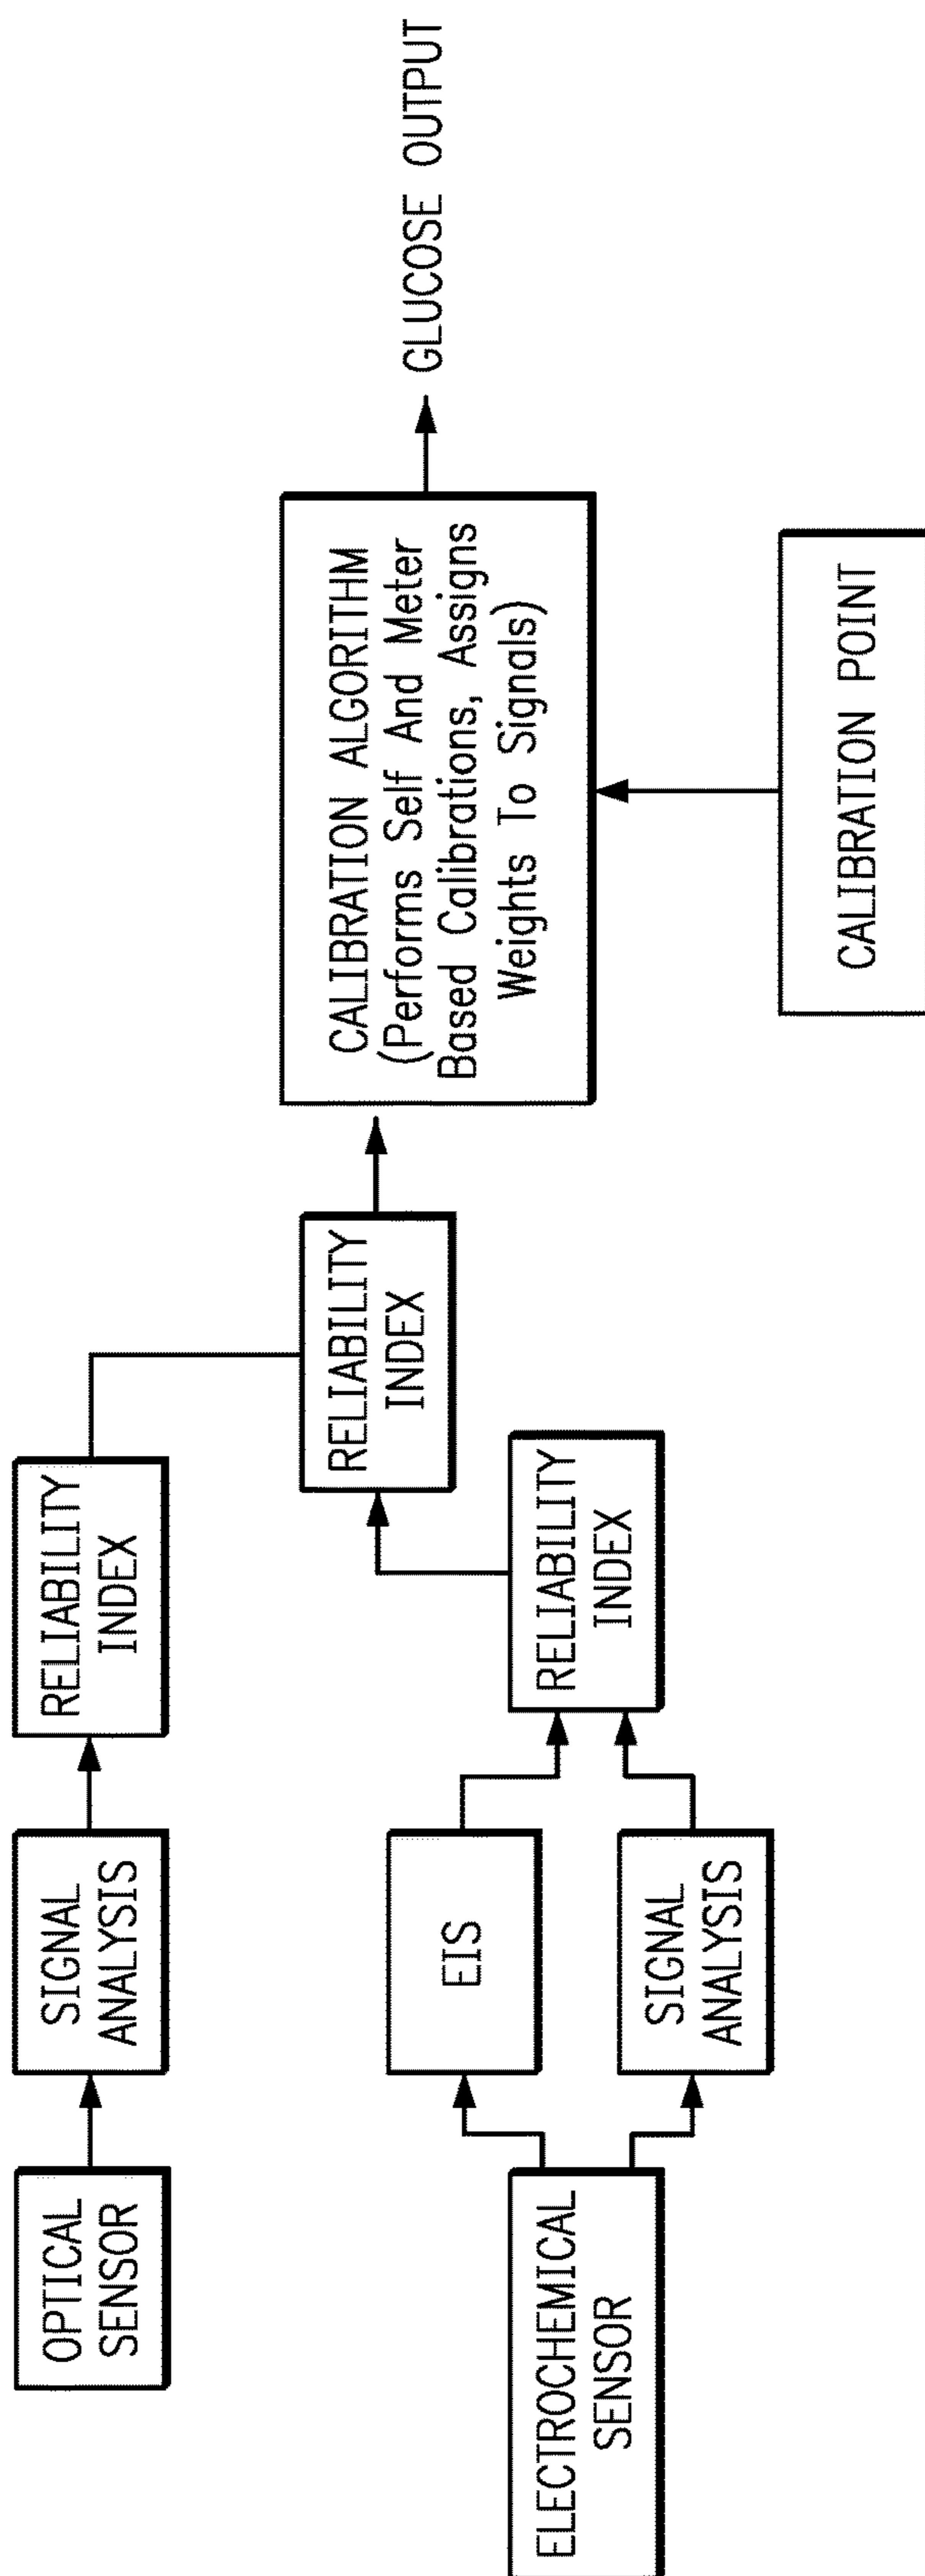 OPTICAL
SENSOR
SIGNAL
ANALYSIS
RELIABILITY
INDEX
ELECTROCHEMICAL
SENSOR
EIS
SIGNAL
ANALYSIS
RELIABILITY
INDEX
RELIABILITY
INDEX
CALIBRATION ALGORITHM
(Performs Self And Meter
Based Calibrations, Assigns
Weights To Signals)
CALIBRATION POINT
GLUCOSE OUTPUT